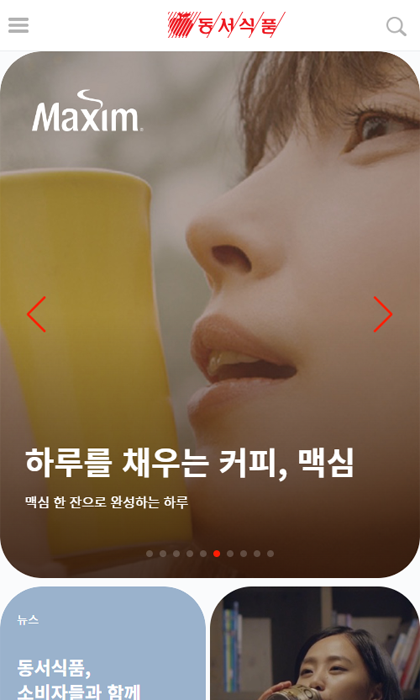 동서식품
Maxim
하루를 채우는 커피, 맥심
맥심 한 잔으로 완성하는 하루
뉴스
동서식품,
소비자들과 함께